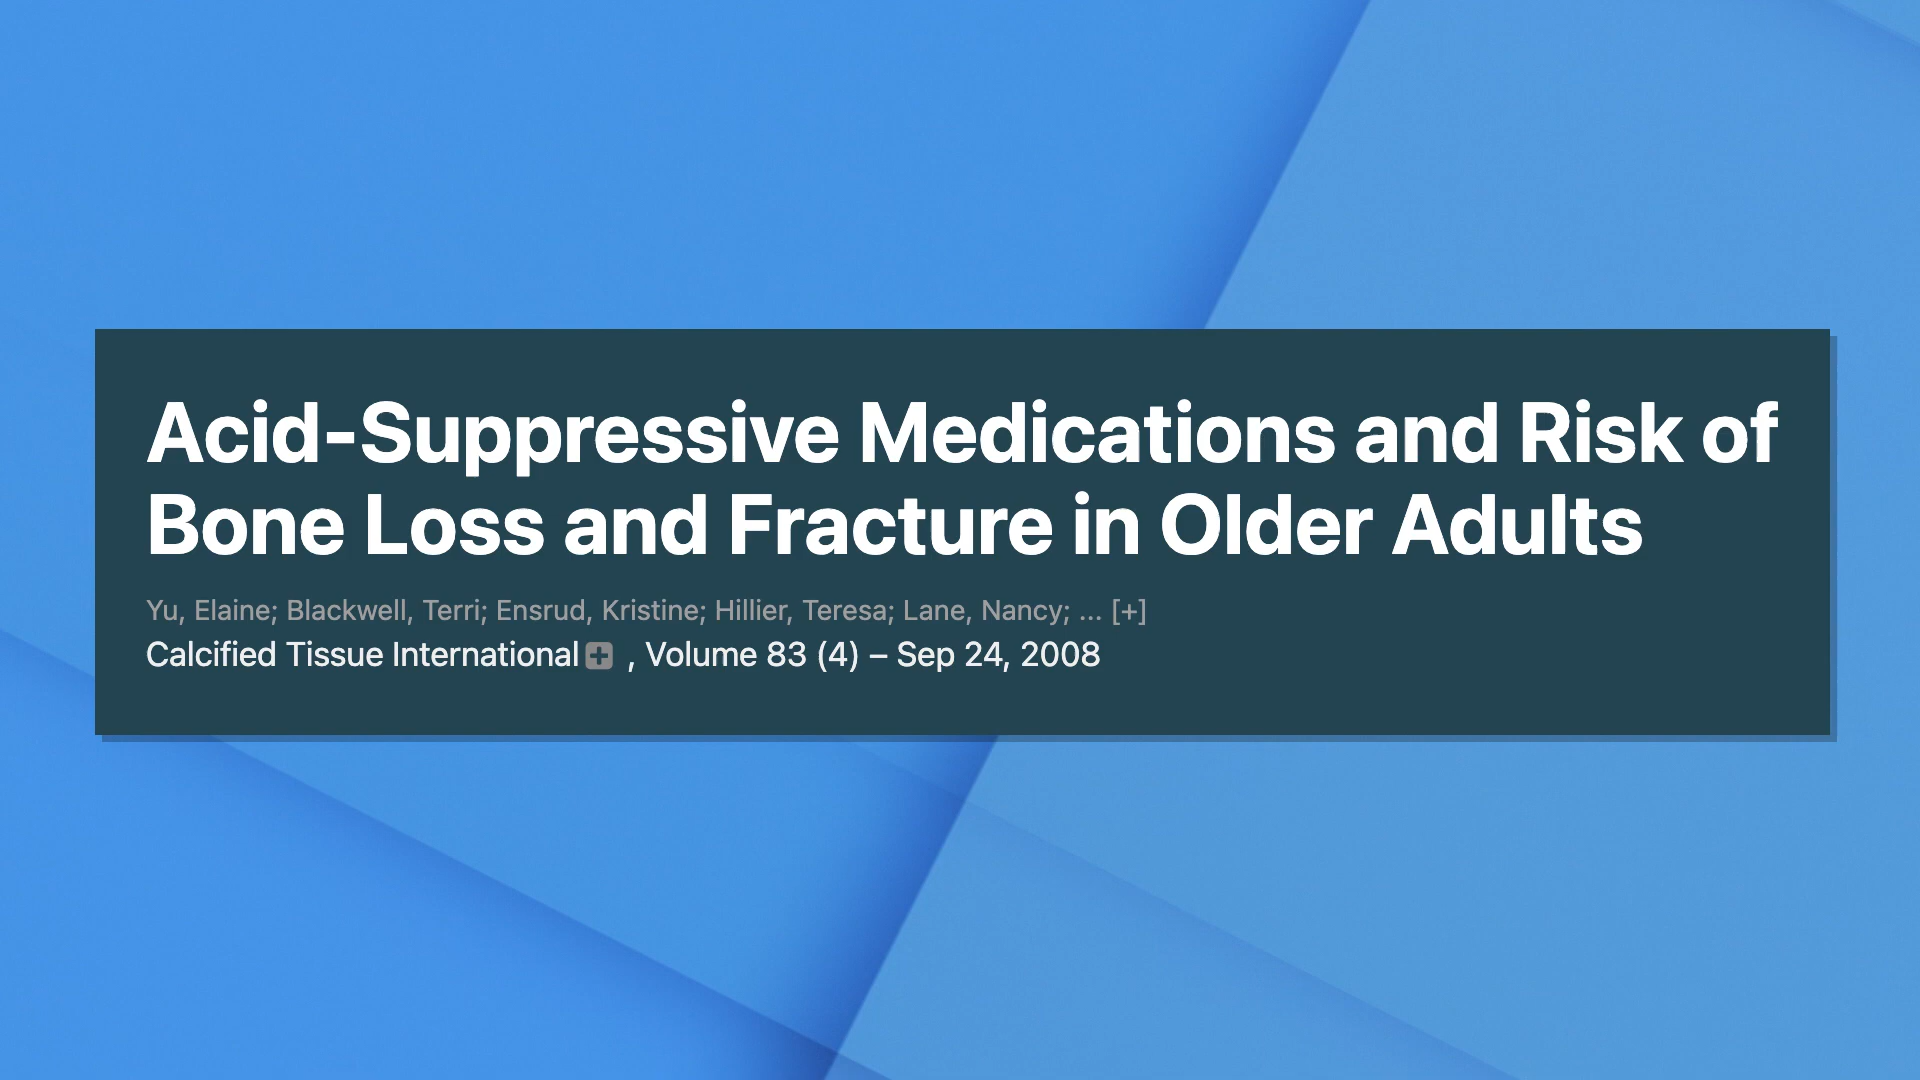 Acid-Suppressive Medications and Risk of
Bone Loss and Fracture in Older Adults
Yu, Elaine; Blackwell, Terri; Ensrud, Kristine; Hillier, Teresa; Lane, Nancy; ... [+]
Calcified Tissue International , Volume 83 (4) – Sep 24, 2008